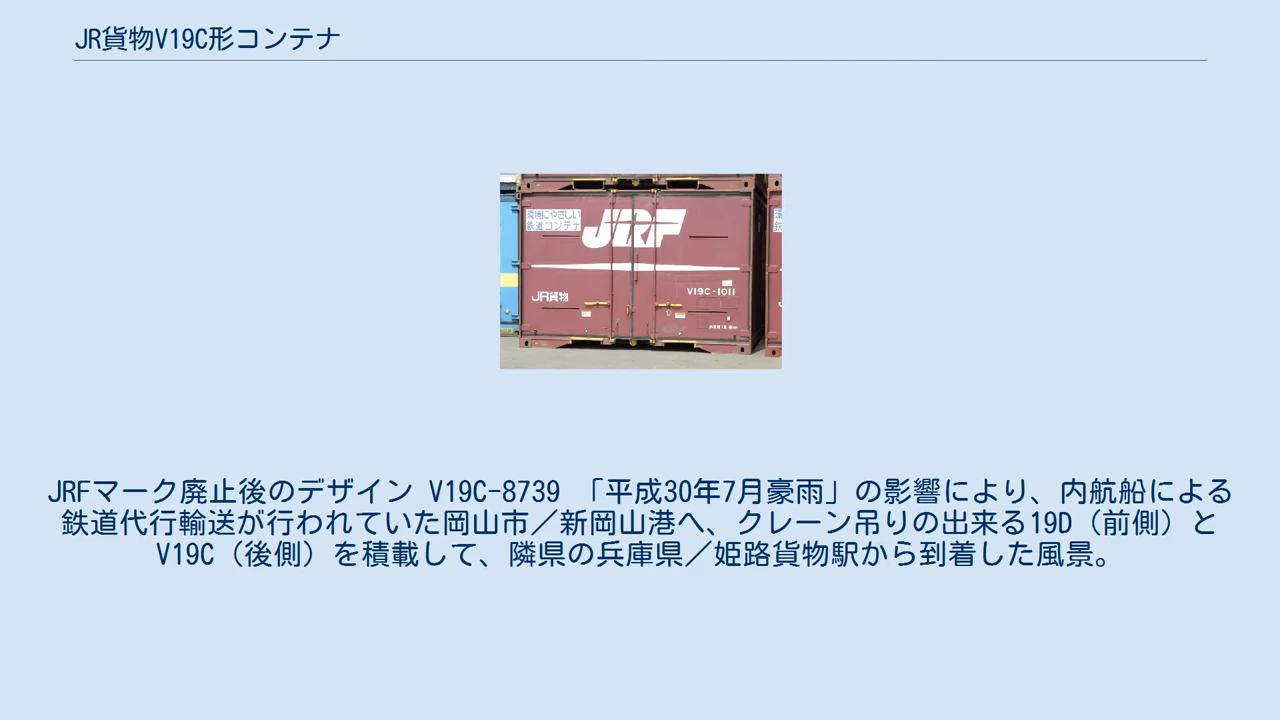 JR貨物V19C形コンテナ
環境にやさしい
鉄道コンテナ
JRF
環
鉄
V19C-1011
JR貨物
JRFマーク廃止後のデザイン V19C-8739 「平成30年7月豪雨」の影響により、内航船による
鉄道代行輸送が行われていた岡山市／新岡山港へ、クレーン吊りの出来る19D（前側）と
V19C（後側）を積載して、隣県の兵庫県／姫路貨物駅から到着した風景。